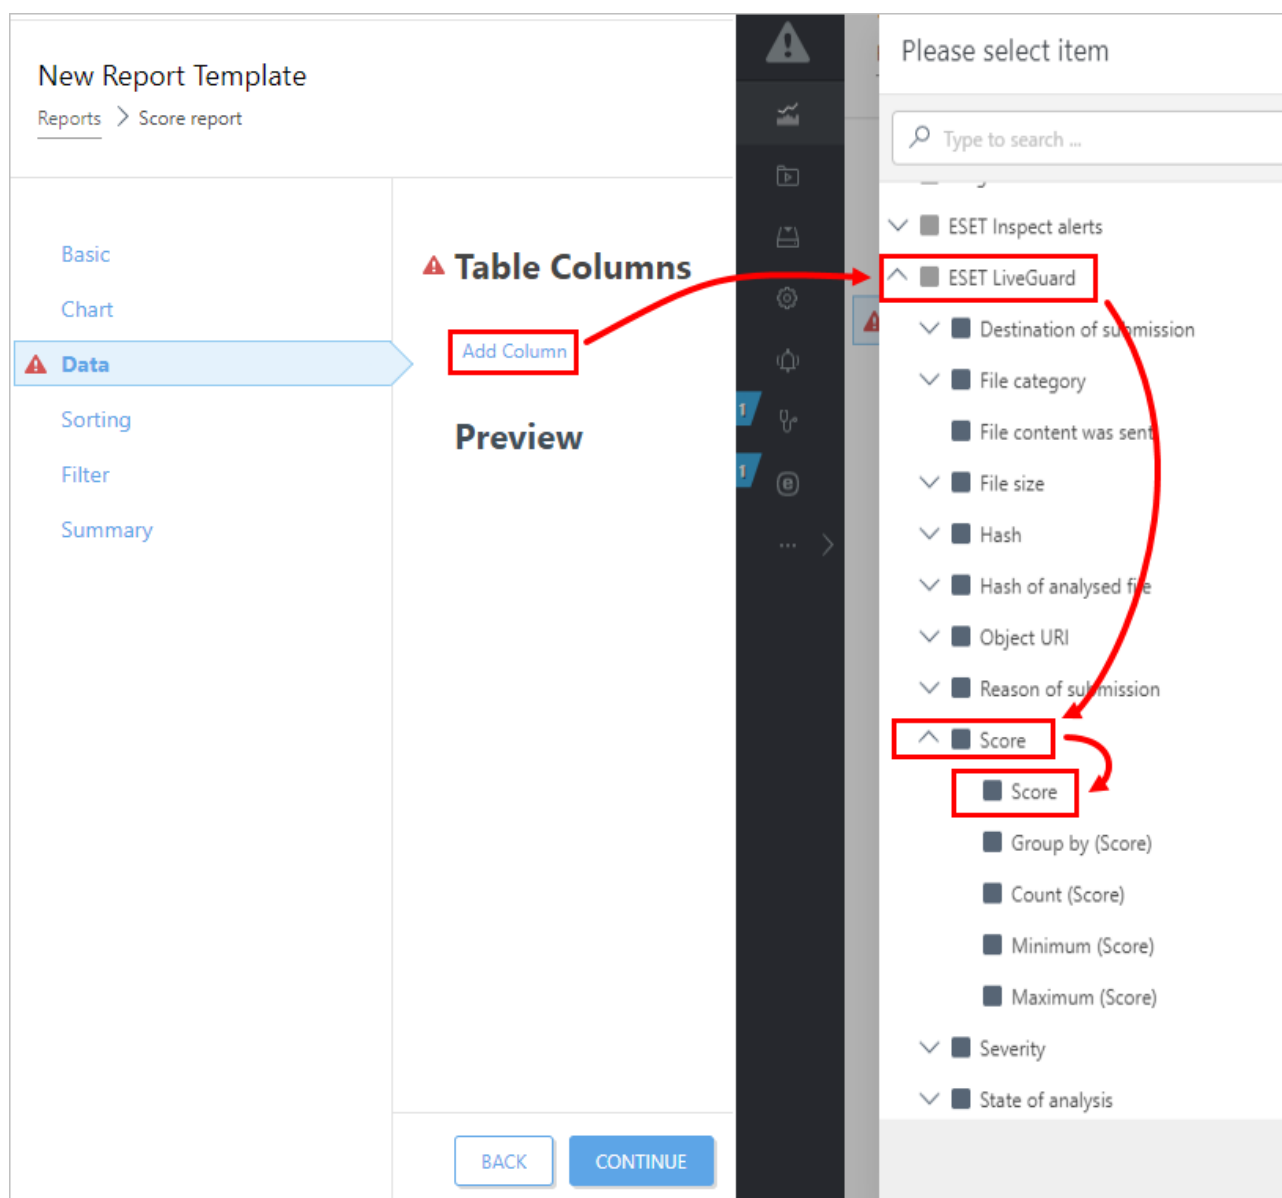 New Report Template
Reports > Score report
Basic
Chart
Data
Sorting
Filter
Summary
Table Columns
Add Column
Preview
BACK
CONTINUE
1
1
Please select item
Type to search ...
ESET Inspect alerts
ESET LiveGuard
Destination of submission
File category
File content was sent
File size
Hash
Hash of analysed file
Object URI
Reason of submission
Score
Score
Group by (Score)
Count (Score)
Minimum (Score)
Maximum (Score)
Severity
State of analysis